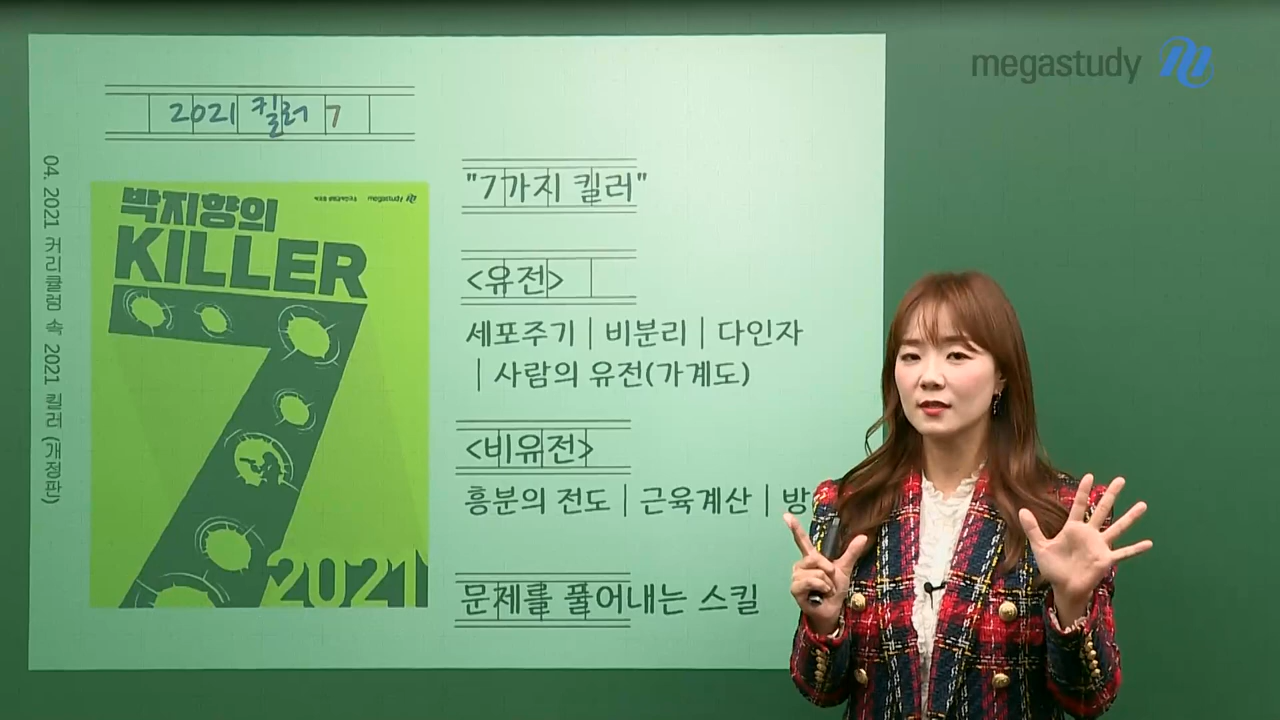 megastudy
2021 킬러 7
04. 2021 커리큘럼 속 2021 킬러 (개정판)
박지향의
megastudy
KILLER
7
2021
"7가지 킬러"
<유전>
세포주기 | 비분리 | 다인자
| 사람의 유전(가계도)
<비유전>
흥분의 전도 | 근육계산 | 방
문제를 풀어내는 스킬